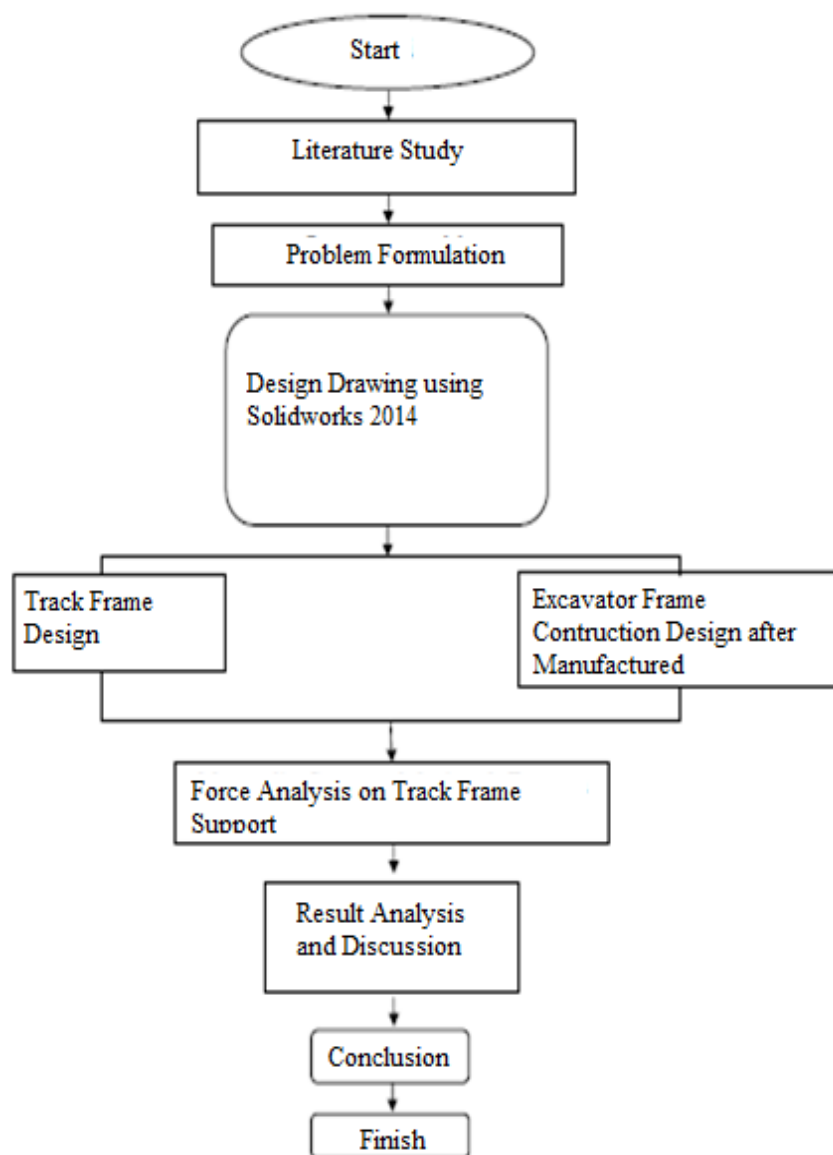 Start
Literature Study
Problem Formulation
Design Drawing using
Solidworks 2014
Track Frame
Design
Excavator Frame
Contruction Design after
Manufactured
Force Analysis on Track Frame
Support
Result Analysis
and Discussion
Conclusion
Finish